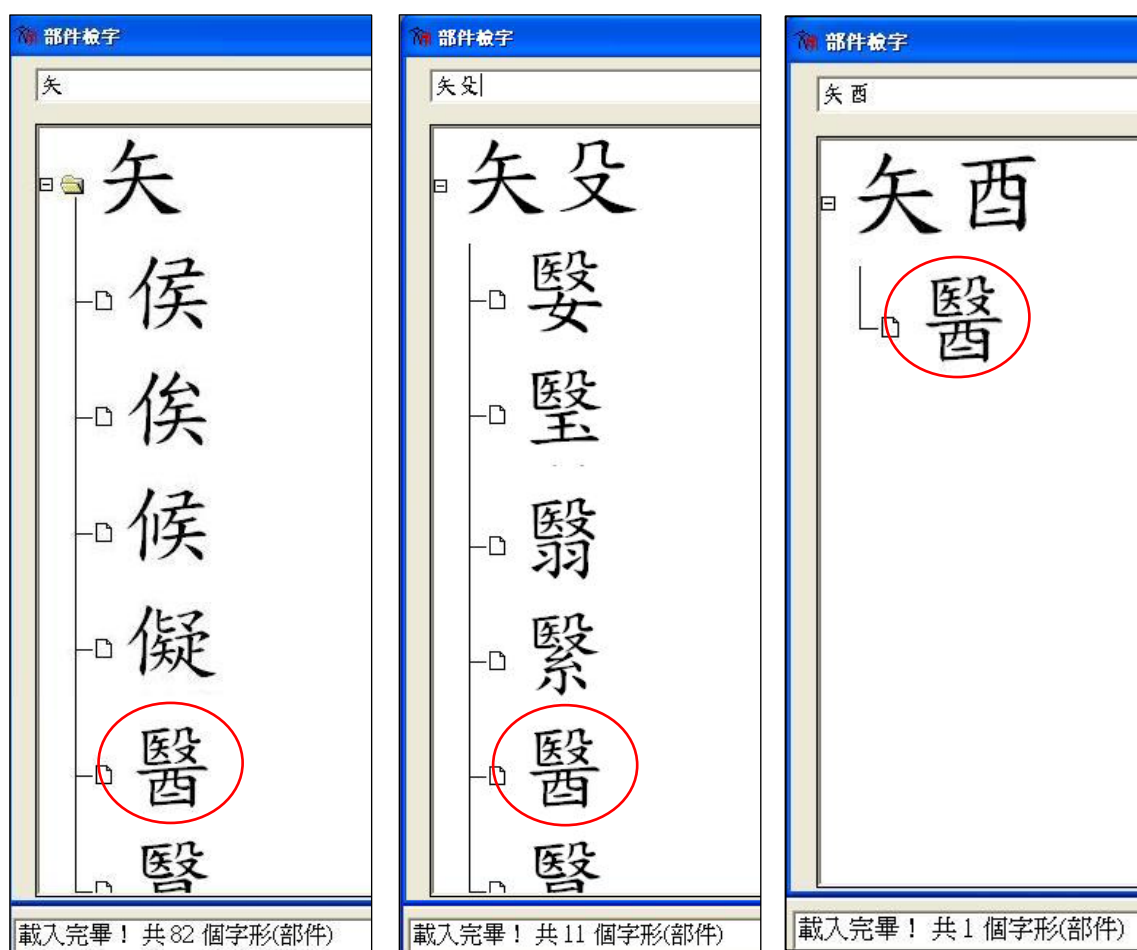 部件檢字
矢
矢
侯
俟
候
儗
醫
部件檢字
矢殳
矢 殳
嫛
瑿
翳
繄
醫
部件檢字
矢 酉
矢 酉
醫
載入完畢！ 共 82 個字形(部件)
載入完畢！ 共 11 個字形(部件)
載入完畢！ 共 1 個字形(部件)